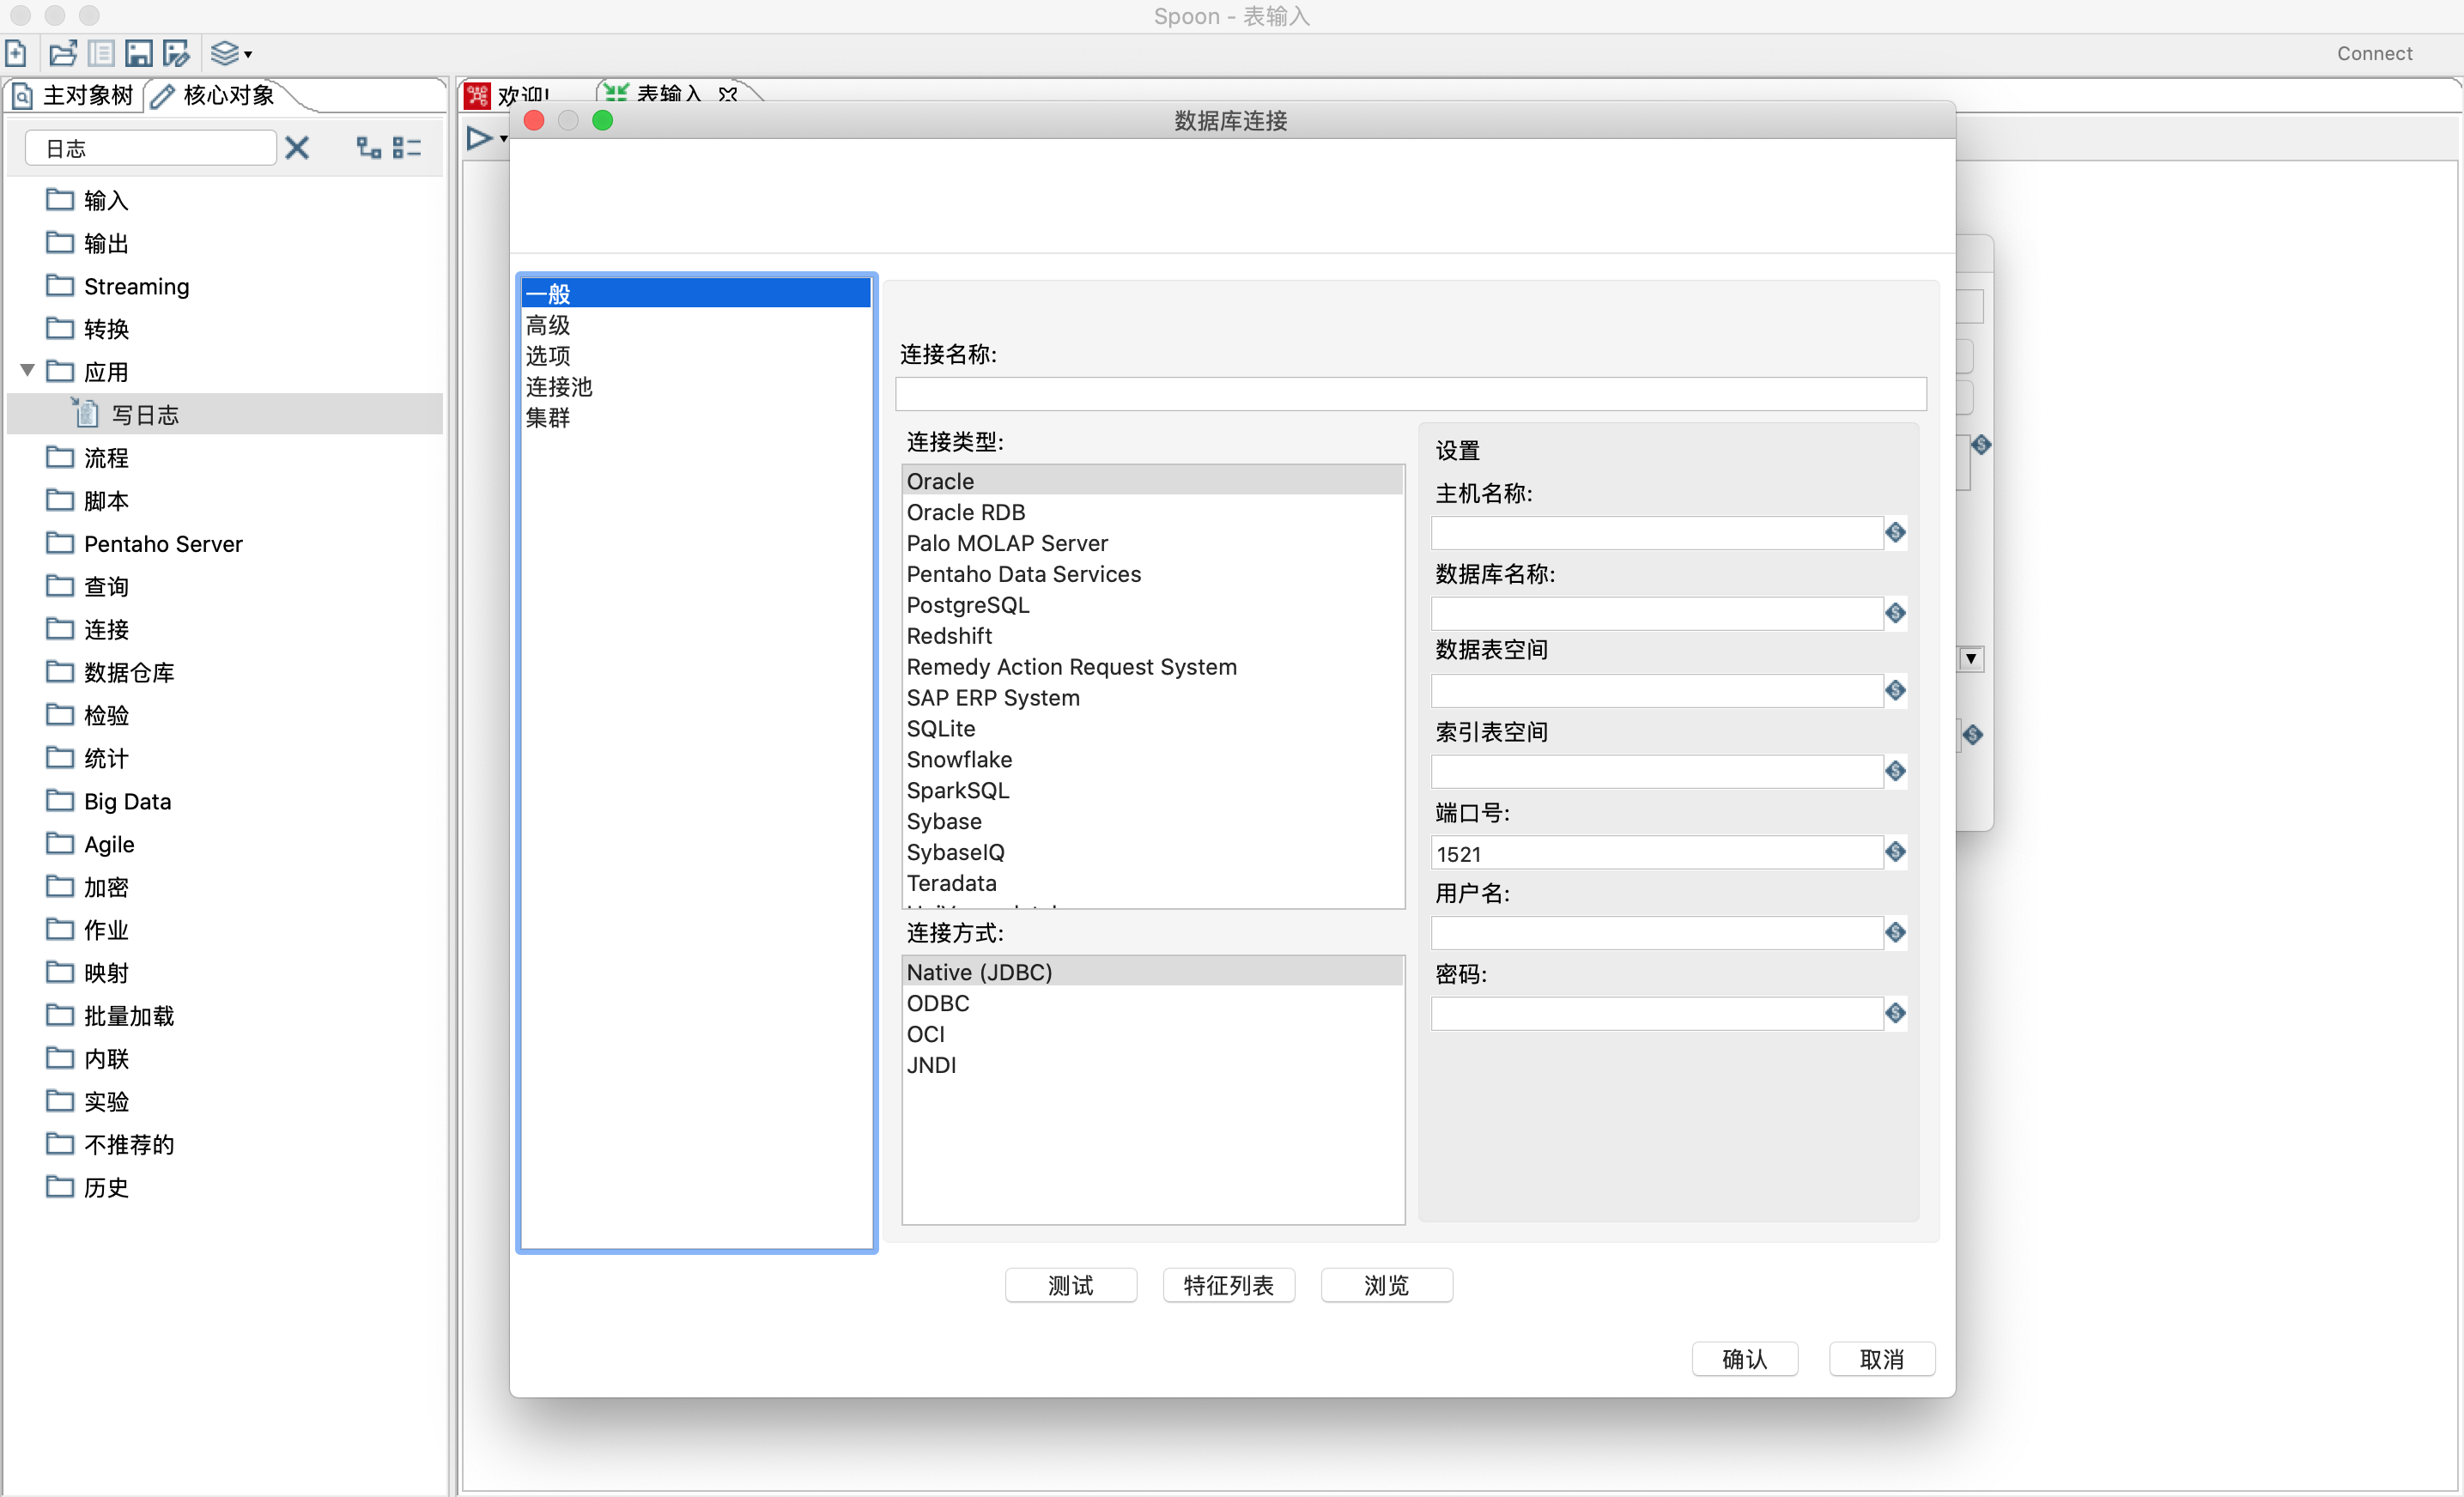 Spoon - 表输入
Connect
主对象树
核心对象
欢迎!
表输入
日志
数据库连接
输入
输出
Streaming
转换
应用
写日志
流程
脚本
Pentaho Server
查询
连接
数据仓库
检验
统计
Big Data
Agile
加密
作业
映射
批量加载
内联
实验
不推荐的
历史
一般
高级
选项
连接池
集群
连接名称:
连接类型:
Oracle
Oracle RDB
Palo MOLAP Server
Pentaho Data Services
PostgreSQL
Redshift
Remedy Action Request System
SAP ERP System
SQLite
Snowflake
SparkSQL
Sybase
SybaseIQ
Teradata
连接方式:
Native (JDBC)
ODBC
OCI
JNDI
设置
主机名称:
数据库名称:
数据表空间
索引表空间
端口号:
1521
用户名:
密码:
测试
特征列表
浏览
确认
取消